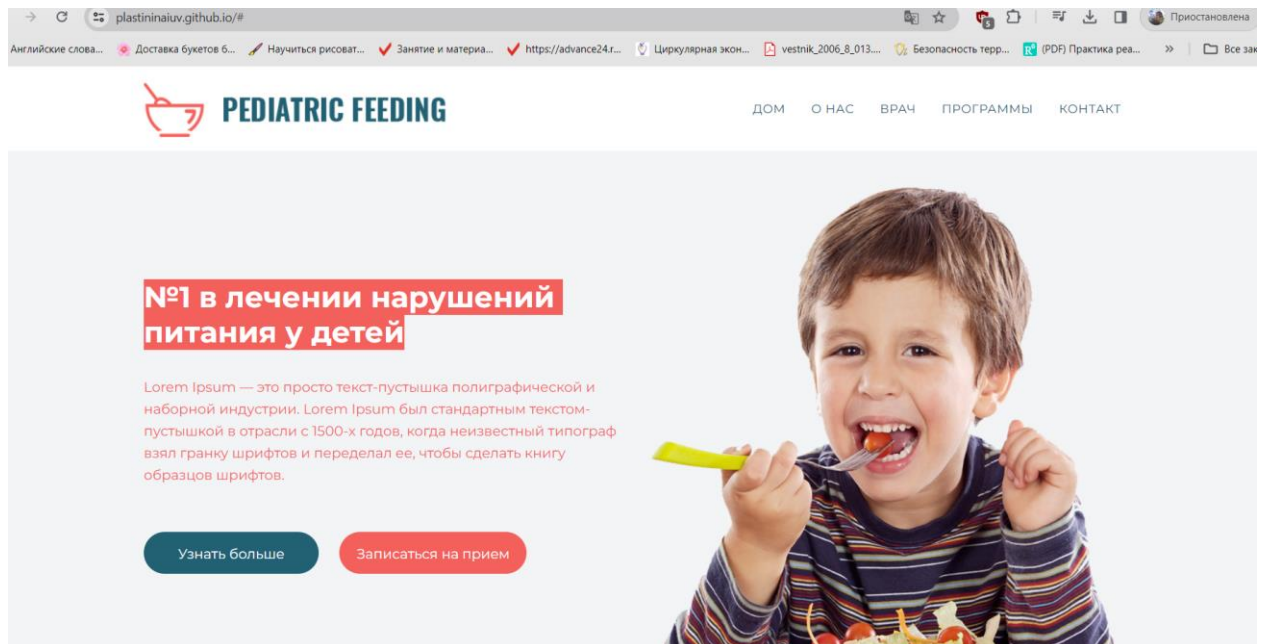 plastininaiuv.github.io/#
Приостановлена
Английские слова... Доставка букетов б... Научиться рисоват... Занятие и материа... https://advance24.r... Циркулярная экон... vestnik_2006_8_013.... Безопасность терр... (PDF) Практика реа... » Все зак
PEDIATRIC FEEDING
ДОМ О НАС ВРАЧ ПРОГРАММЫ КОНТАКТ
№1 в лечении нарушений
питания у детей
Lorem Ipsum — это просто текст-пустышка полиграфической и
наборной индустрии. Lorem Ipsum был стандартным текстом-
пустышкой в отрасли с 1500-х годов, когда неизвестный типограф
взял гранку шрифтов и переделал ее, чтобы сделать книгу
образцов шрифтов.
Узнать больше Записаться на прием